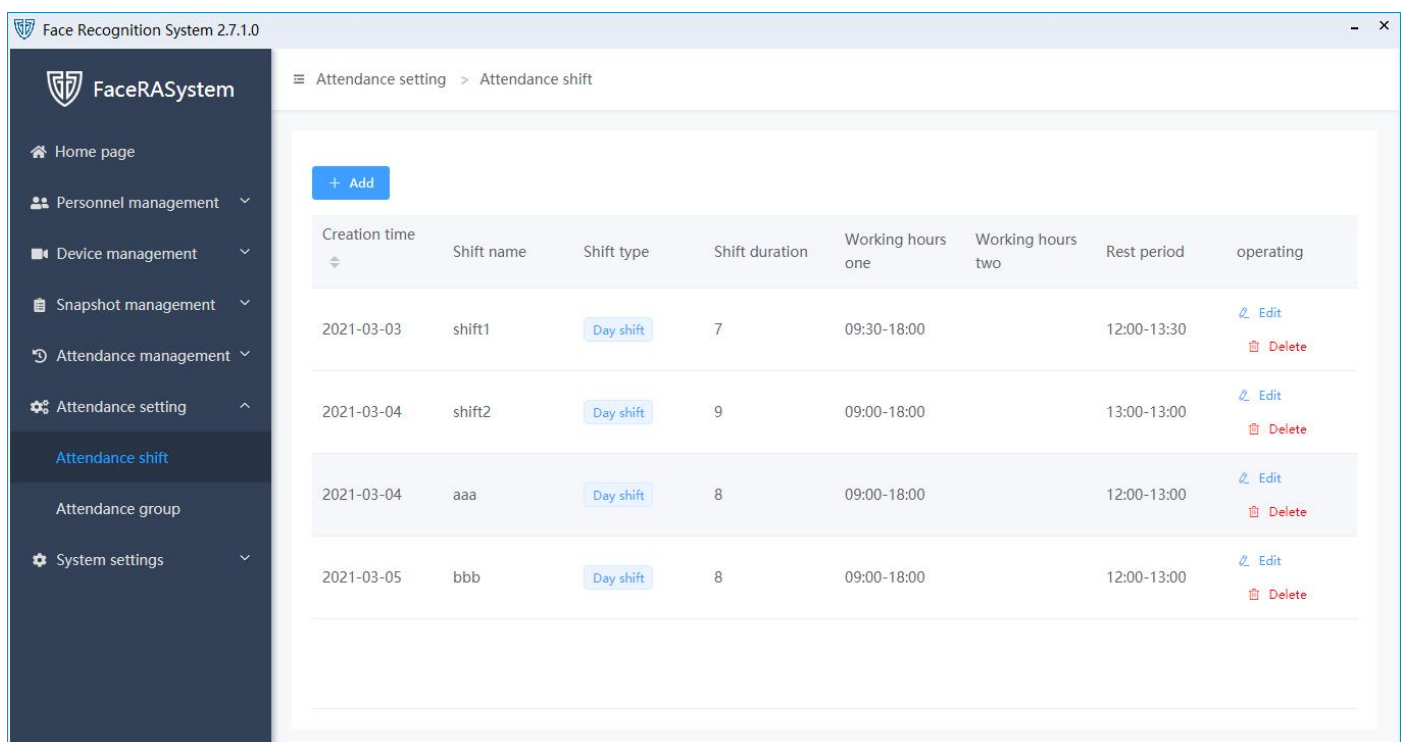 Face Recognition System 2.7.1.0
FaceRASystem
Attendance setting > Attendance shift
Home page
Personnel management
Device management
Snapshot management
Attendance management
Attendance setting
Attendance shift
Attendance group
System settings
+ Add
Creation time
Shift name
Shift type
Shift duration
Working hours
one
Working hours
two
Rest period
operating
2021-03-03 shift1 Day shift 7 09:30-18:00 12:00-13:30
Edit
Delete
2021-03-04 shift2 Day shift 9 09:00-18:00 13:00-13:00
Edit
Delete
2021-03-04 aaa Day shift 8 09:00-18:00 12:00-13:00
Edit
Delete
2021-03-05 bbb Day shift 8 09:00-18:00 12:00-13:00
Edit
Delete